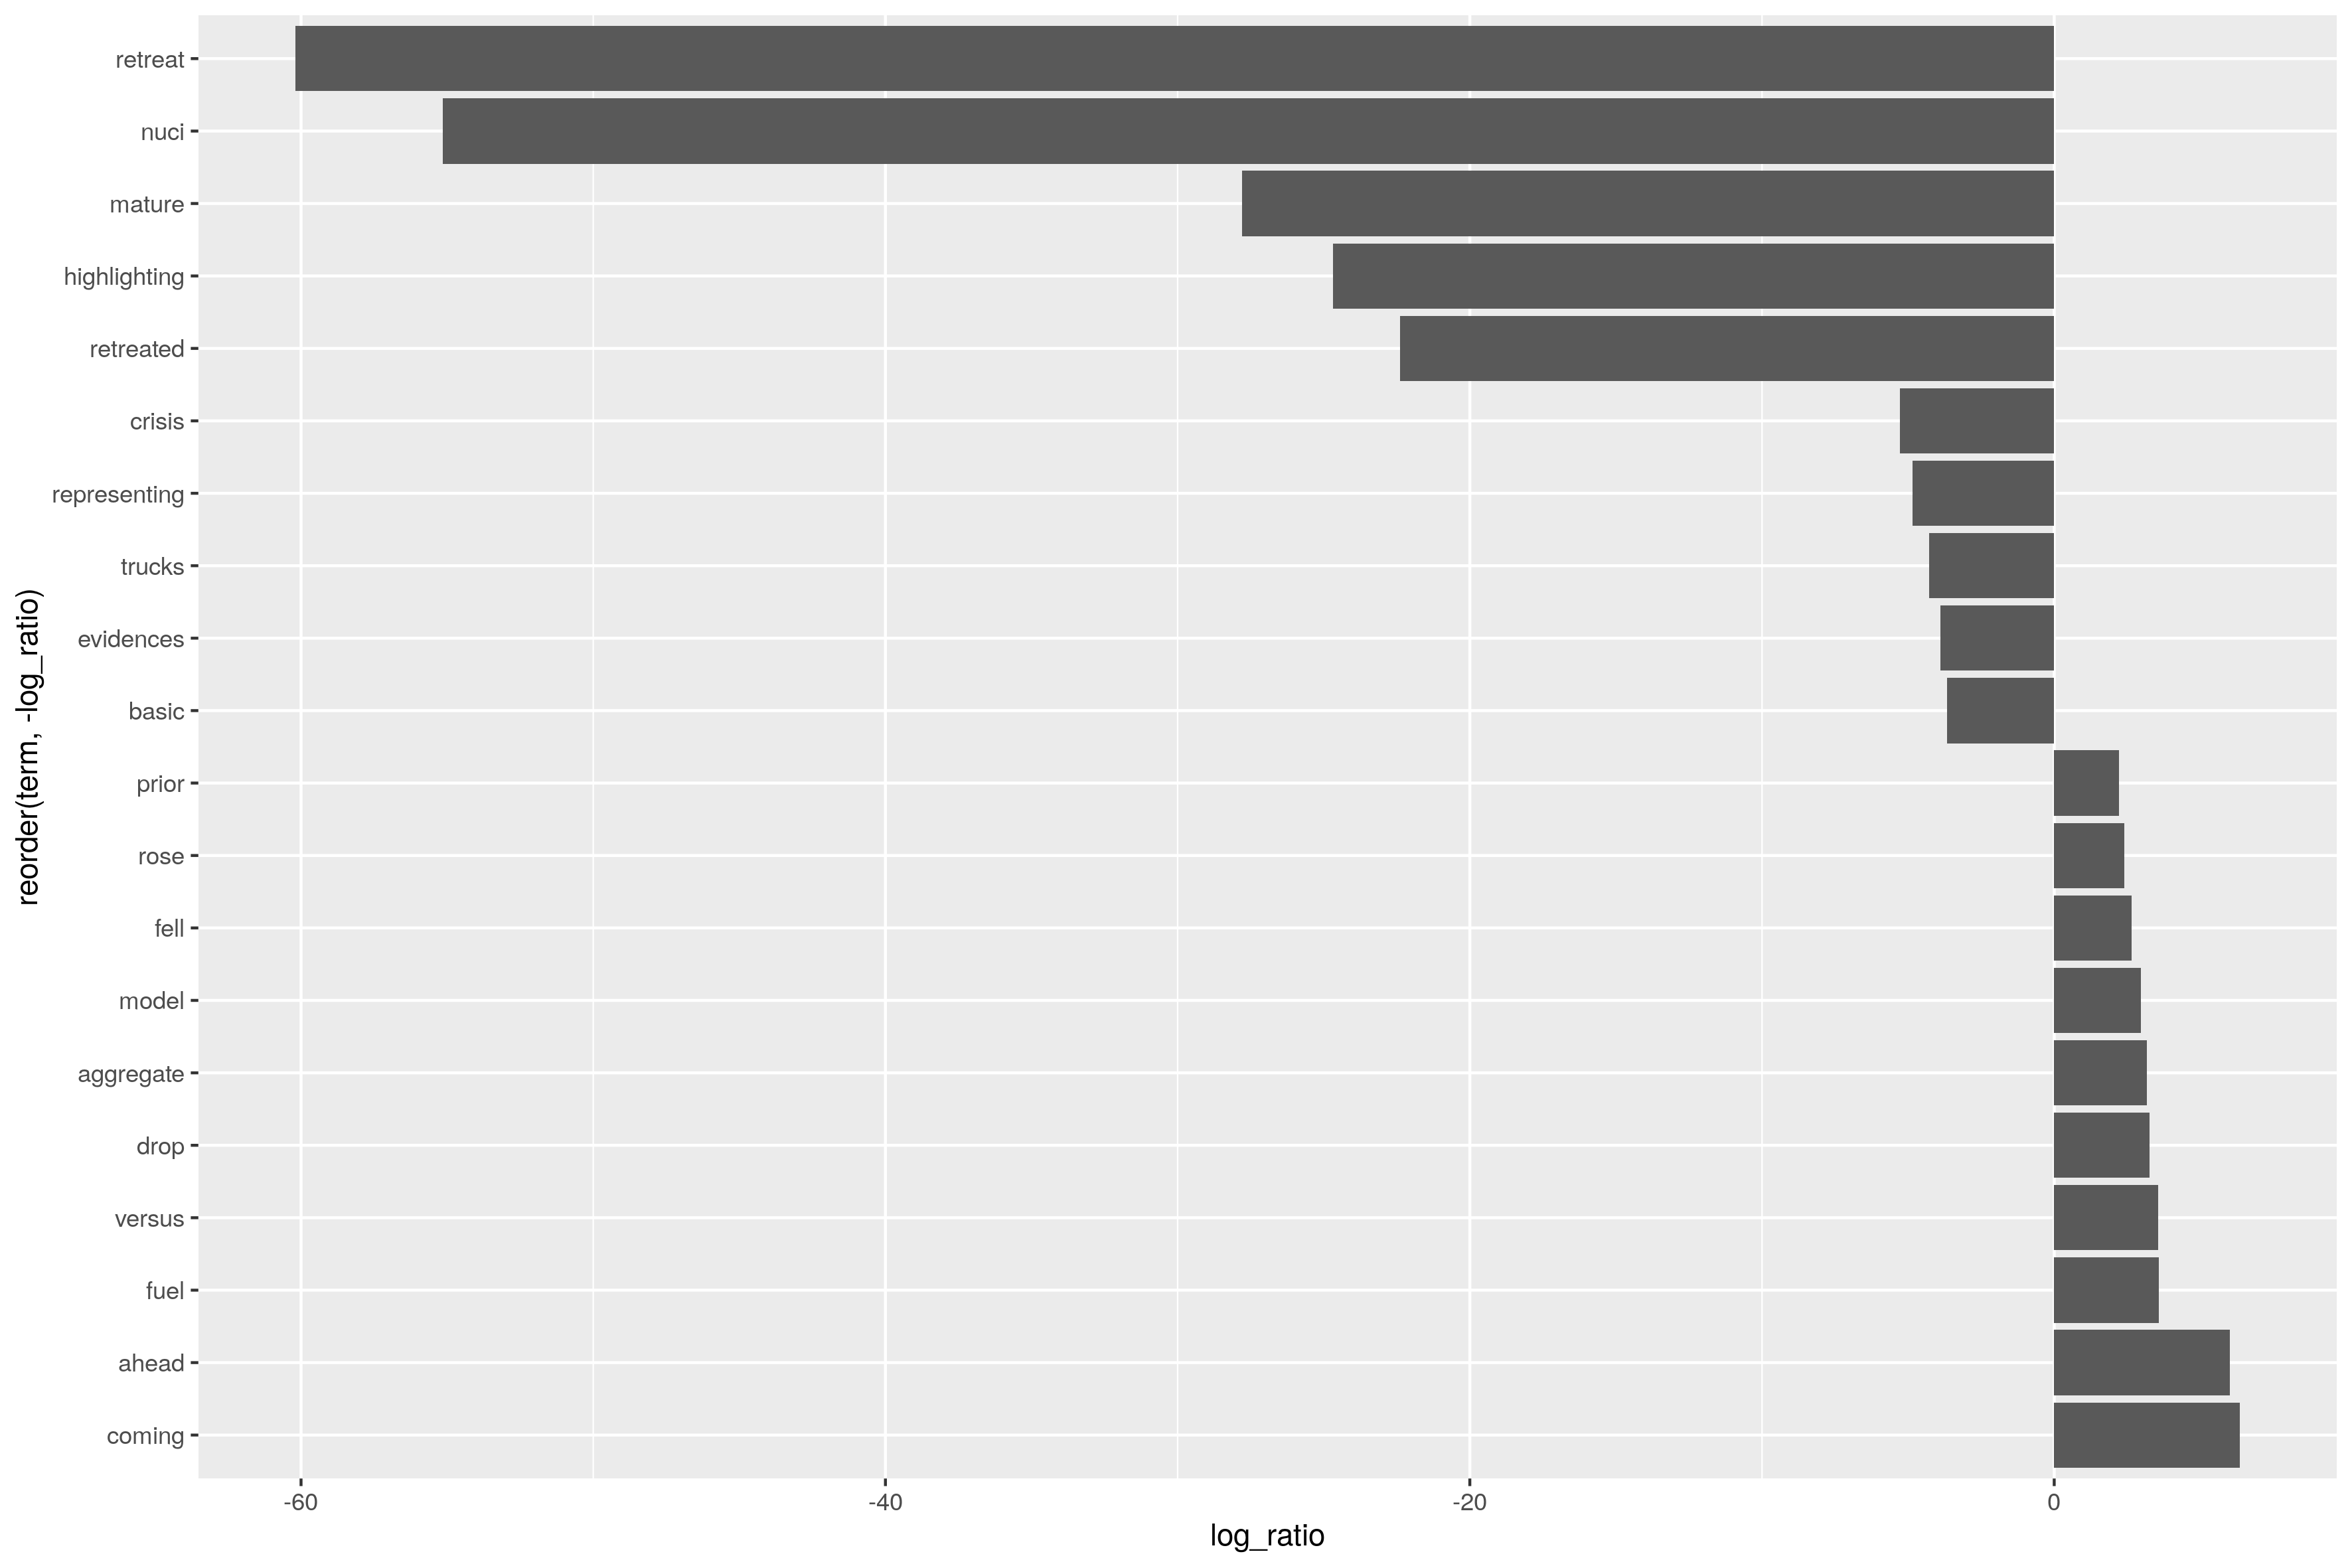 retreat
nuci
mature
highlighting
retreated
crisis
representing
trucks
evidences
basic
prior
rose
fell
model
aggregate
drop
versus
fuel
ahead
coming
reorder(term, -log_ratio)
-60 -40 -20 0
log_ratio